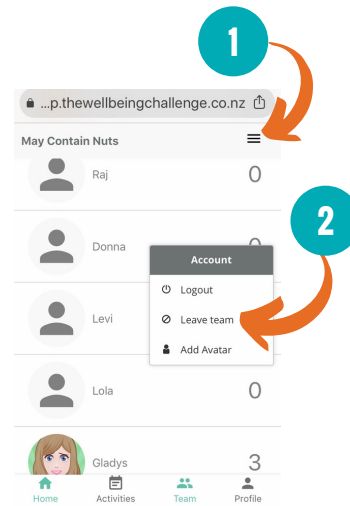 1
...p.thewellbeingchallenge.co.nz
May Contain Nuts
Raj 0
2
Donna 0
Account
Logout
Levi
Leave team
Add Avatar
Lola 0
Gladys 3
Home Activities Team Profile